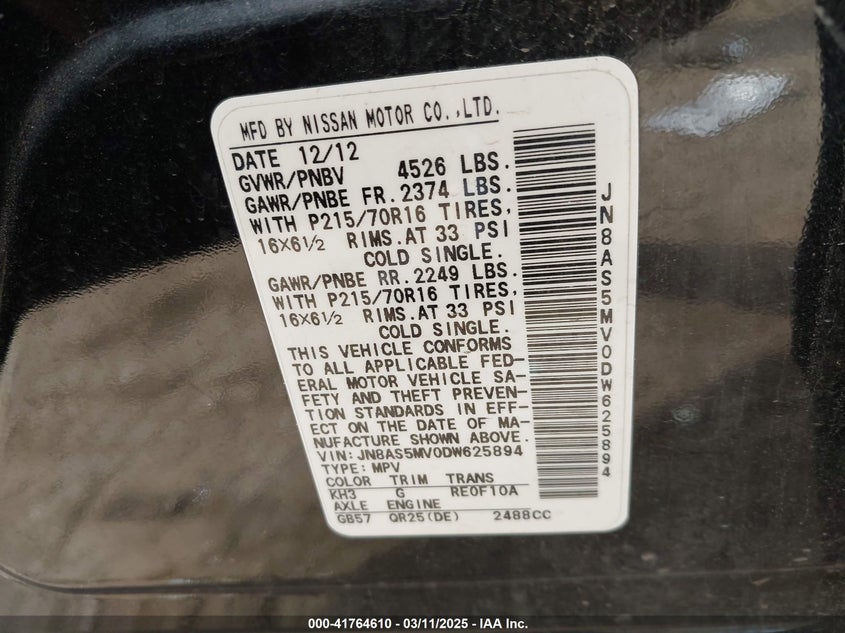 MFD BY NISSAN MOTOR CO.,LTD.
DATE 12/12
GVWR/PNBV 4526 LBS.
GAWR/PNBE FR.2374 LBS.
WITH P215/70R16 TIRES,
16X6½ RIMS.AT 33 PSI
COLD SINGLE.
GAWR/PNBE RR.2249 LBS.
WITH P215/70R16 TIRES,
16X6½ RIMS.AT 33 PSI
COLD SINGLE.
THIS VEHICLE CONFORMS
TO ALL APPLICABLE FED-
ERAL MOTOR VEHICLE SA-
FETY AND THEFT PREVEN-
TION STANDARDS IN EFF-
ECT ON THE DATE OF MA-
NUFACTURE SHOWN ABOVE.
VIN:JN8AS5MV0DW625894
TYPE:MPV
COLOR TRIM TRANS
KH3 G RE0F10A
AXLE ENGINE
GB57 QR25(DE) 2488CC
JN8AS5MV0DW625894
000-41764610 - 03/11/2025 - IAA Inc.